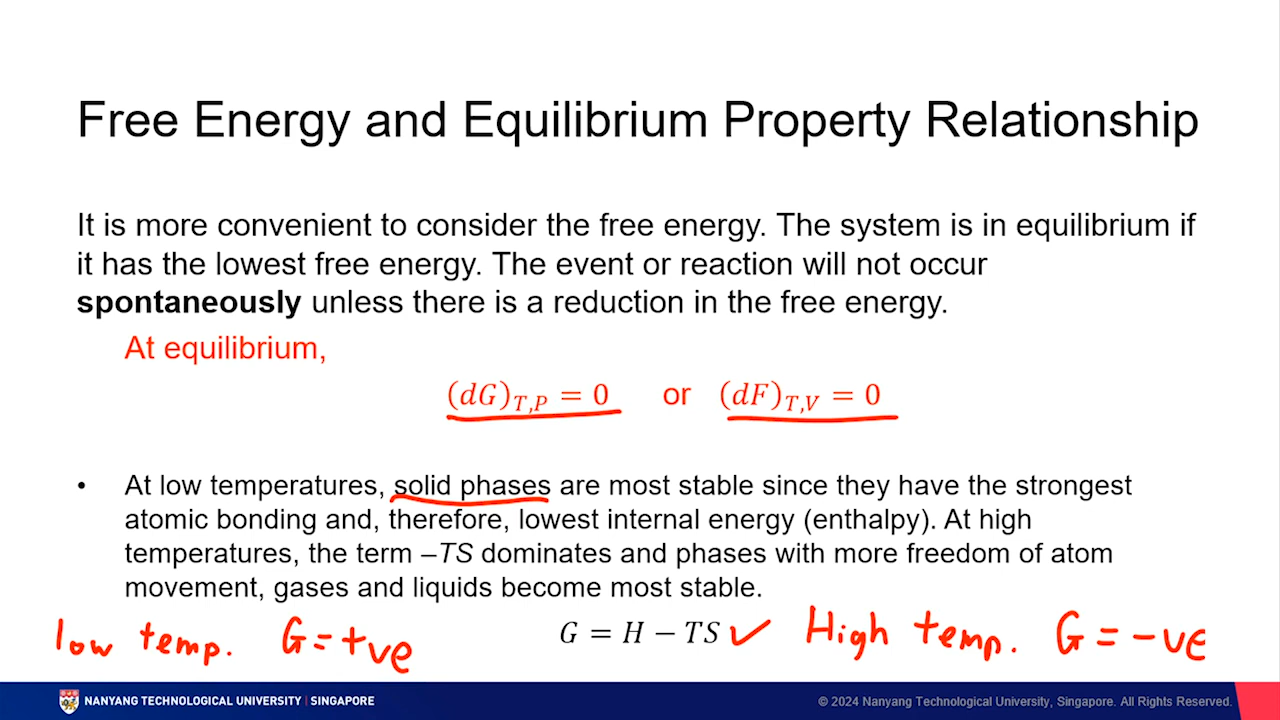 Free Energy and Equilibrium Property Relationship
It is more convenient to consider the free energy. The system is in equilibrium if
it has the lowest free energy. The event or reaction will not occur
spontaneously unless there is a reduction in the free energy.
At equilibrium,
(dG)_{T,P} = 0 or (dF)_{T,V} = 0
• At low temperatures, solid phases are most stable since they have the strongest
atomic bonding and, therefore, lowest internal energy (enthalpy). At high
temperatures, the term –TS dominates and phases with more freedom of atom
movement, gases and liquids become most stable.
low temp. G = +ve G = H − TS ✓ High temp. G = -ve
NANYANG TECHNOLOGICAL UNIVERSITY | SINGAPORE © 2024 Nanyang Technological University, Singapore. All Rights Reserved.